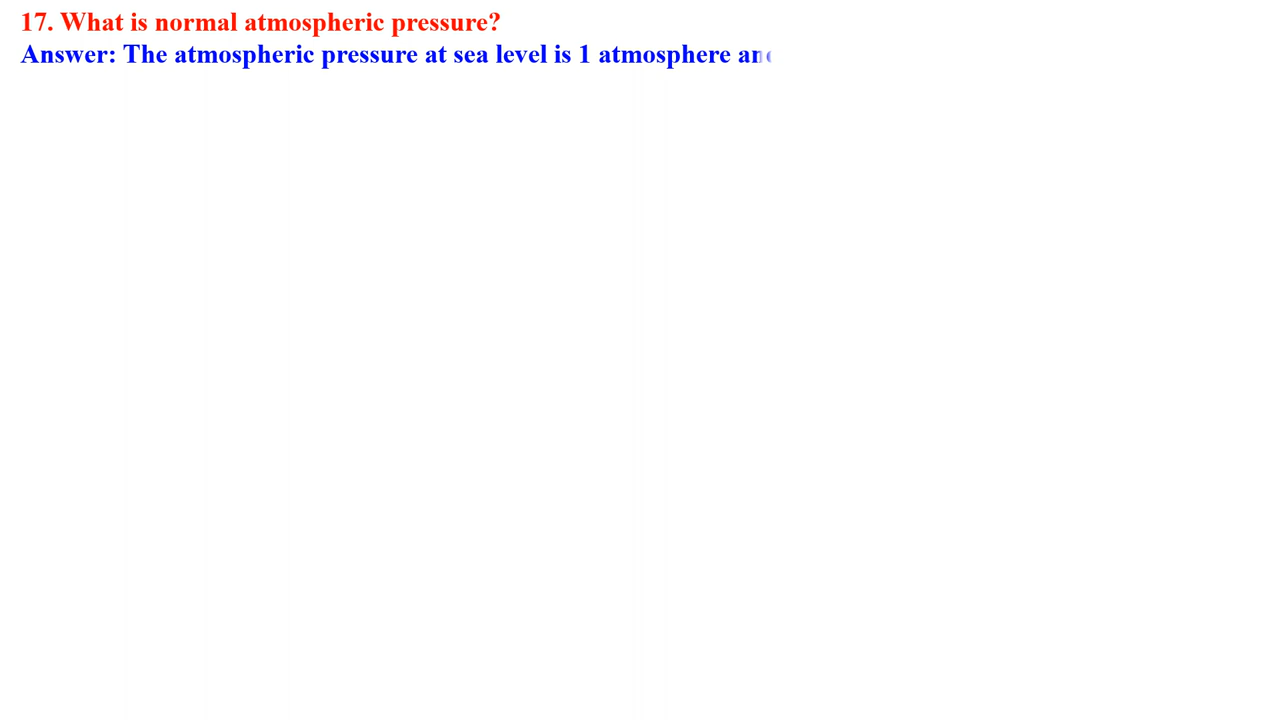 17. What is normal atmospheric pressure?
Answer: The atmospheric pressure at sea level is 1 atmosphere